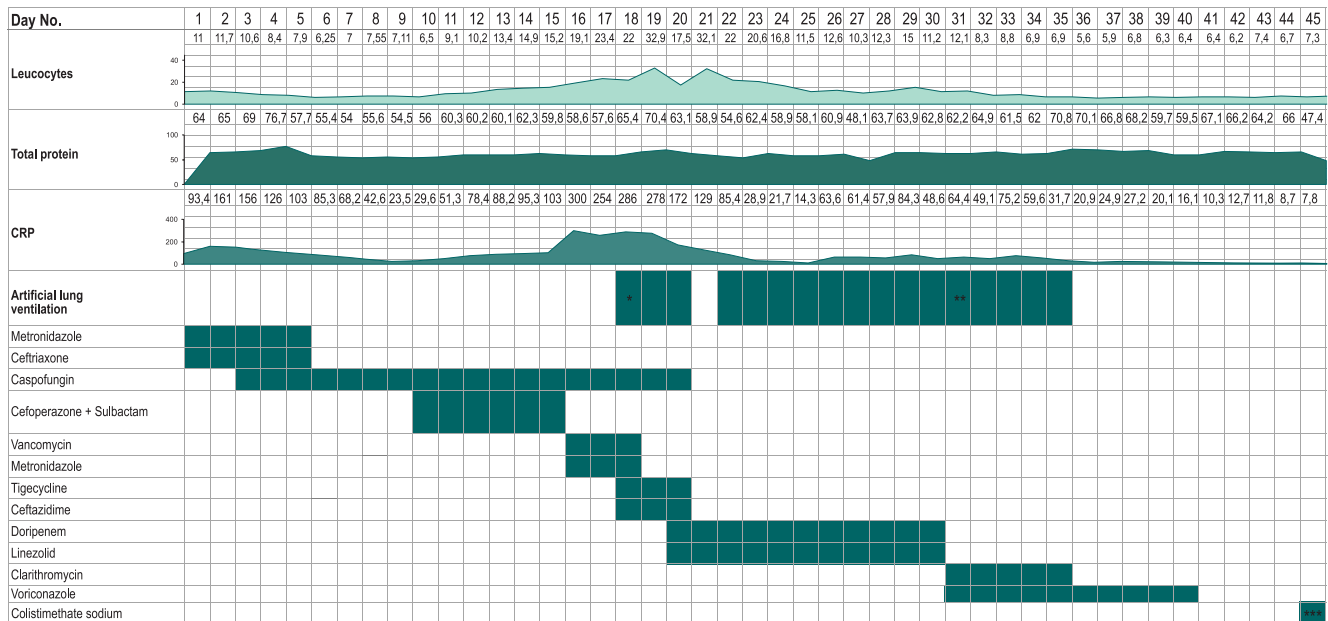 Day No. 1 2 3 4 5 6 7 8 9 10 11 12 13 14 15 16 17 18 19 20 21 22 23 24 25 26 27 28 29 30 31 32 33 34 35 36 37 38 39 40 41 42 43 44 45
11 11,7 10,6 8,4 7,9 6,25 7 7,55 7,11 6,5 9,1 10,2 13,4 14,9 15,2 19,1 23,4 22 32,9 17,5 32,1 22 20,6 16,8 11,5 12,6 10,3 12,3 15 11,2 12,1 8,3 8,8 6,9 6,9 5,6 5,9 6,8 6,3 6,4 6,4 6,2 7,4 6,7 7,3
40
Leucocytes
20
0
64 65 69 76,7 57,7 55,4 54 55,6 54,5 56 60,3 60,2 60,1 62,3 59,8 58,6 57,6 65,4 70,4 63,1 58,9 54,6 62,4 58,9 58,1 60,9 48,1 63,7 63,9 62,8 62,2 64,9 61,5 62 70,8 70,1 66,8 68,2 59,7 59,5 67,1 66,2 64,2 66 47,4
100
Total protein
50
0
93,4 161 156 126 103 85,3 68,2 42,6 23,5 29,6 51,3 78,4 88,2 95,3 103 300 254 286 278 172 129 85,4 28,9 21,7 14,3 63,6 61,4 57,9 84,3 48,6 64,4 49,1 75,2 59,6 31,7 20,9 24,9 27,2 20,1 16,1 10,3 12,7 11,8 8,7 7,8
400
CRP
200
0
Artificial lung
ventilation
* **
Metronidazole
Ceftriaxone
Caspofungin
Cefoperazone + Sulbactam
Vancomycin
Metronidazole
Tigecycline
Ceftazidime
Doripenem
Linezolid
Clarithromycin
Voriconazole
Colistimethate sodium ***